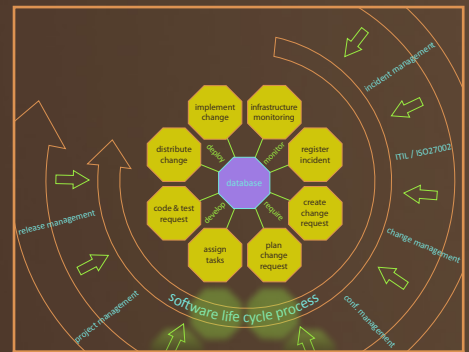 incident management
implement
change
infrastructure
monitoring
deploy
monitor
distribute
change
register
incident
ITIL / ISO27002
database
code & test
request
create
change
request
develop
require
release management
change management
assign
tasks
plan
change
request
software life cycle process
project management
conf. management